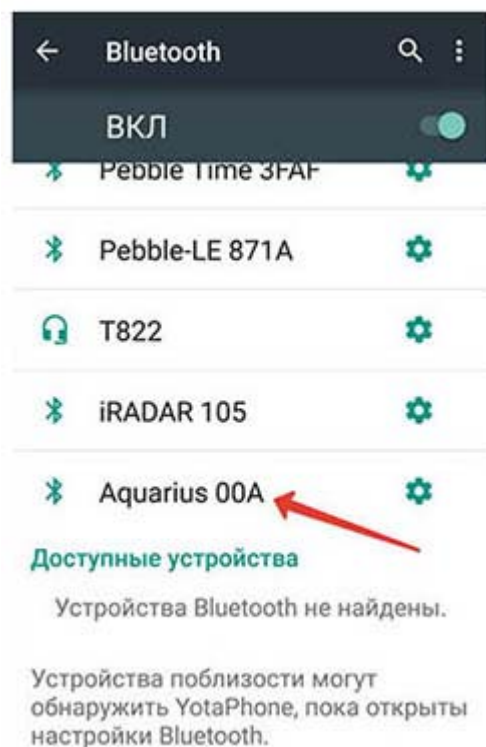 Bluetooth
ВКЛ
Pebble Time 3FAF
Pebble-LE 871A
T822
iRADAR 105
Aquarius 00A
Доступные устройства
Устройства Bluetooth не найдены.
Устройства поблизости могут
обнаружить YotaPhone, пока открыты
настройки Bluetooth.